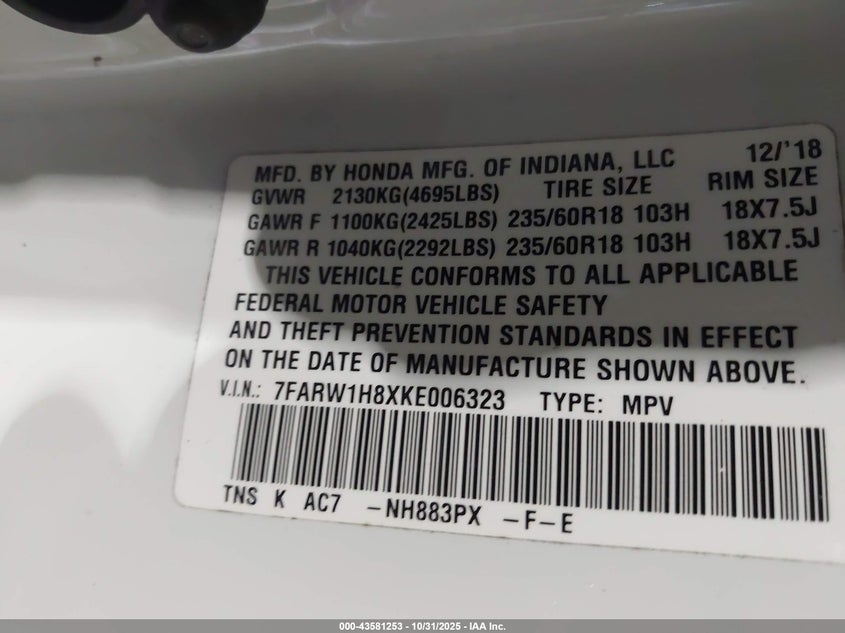 MFD. BY HONDA MFG. OF INDIANA, LLC 12/'18
GVWR 2130KG(4695LBS) TIRE SIZE RIM SIZE
GAWR F 1100KG(2425LBS) 235/60R18 103H 18X7.5J
GAWR R 1040KG(2292LBS) 235/60R18 103H 18X7.5J
THIS VEHICLE CONFORMS TO ALL APPLICABLE
FEDERAL MOTOR VEHICLE SAFETY
AND THEFT PREVENTION STANDARDS IN EFFECT
ON THE DATE OF MANUFACTURE SHOWN ABOVE.
V.I.N.: 7FARW1H8XKE006323 TYPE: MPV
TNS K AC7 -NH883PX -F-E
000-43581253 | 10/31/2025 - IAA Inc.